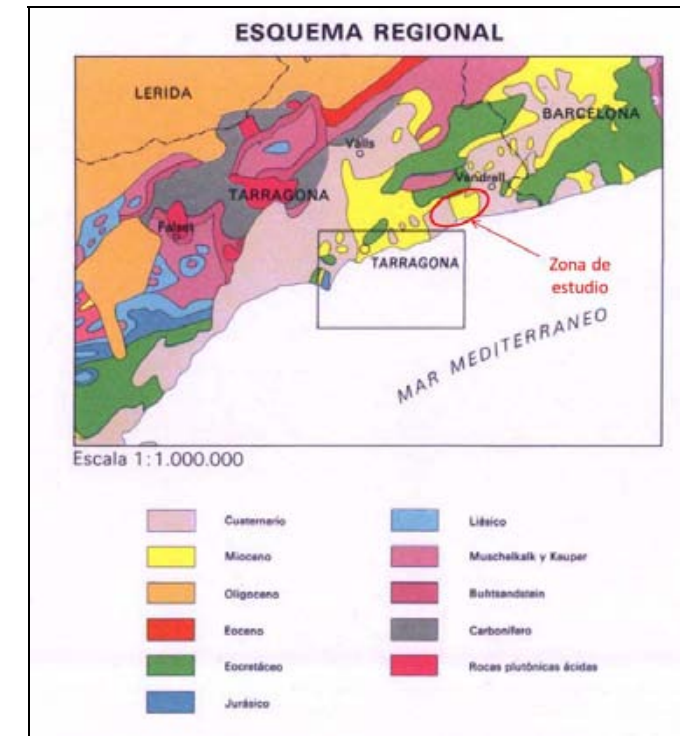 ESQUEMA REGIONAL
LERIDA
BARCELONA
Valls
Vendrell
TARRAGONA
Falset
TARRAGONA
Zona de
estudio
MAR MEDITERRANEO
Escala 1:1.000.000
Cuaternario
Mioceno
Oligoceno
Eoceno
Eocretáceo
Jurásico
Liásico
Muschelkalk y Keuper
Buhtsandstein
Carbonífero
Rocas plutónicas ácidas